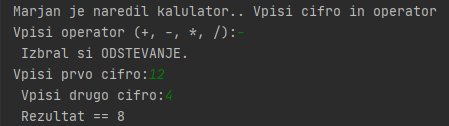 Marjan je naredil kalulator.. Vpisi cifro in operator
Vpisi operator (+, -, *, /):-
Izbral si ODSTEVANJE.
Vpisi prvo cifro:12
Vpisi drugo cifro:4
Rezultat == 8